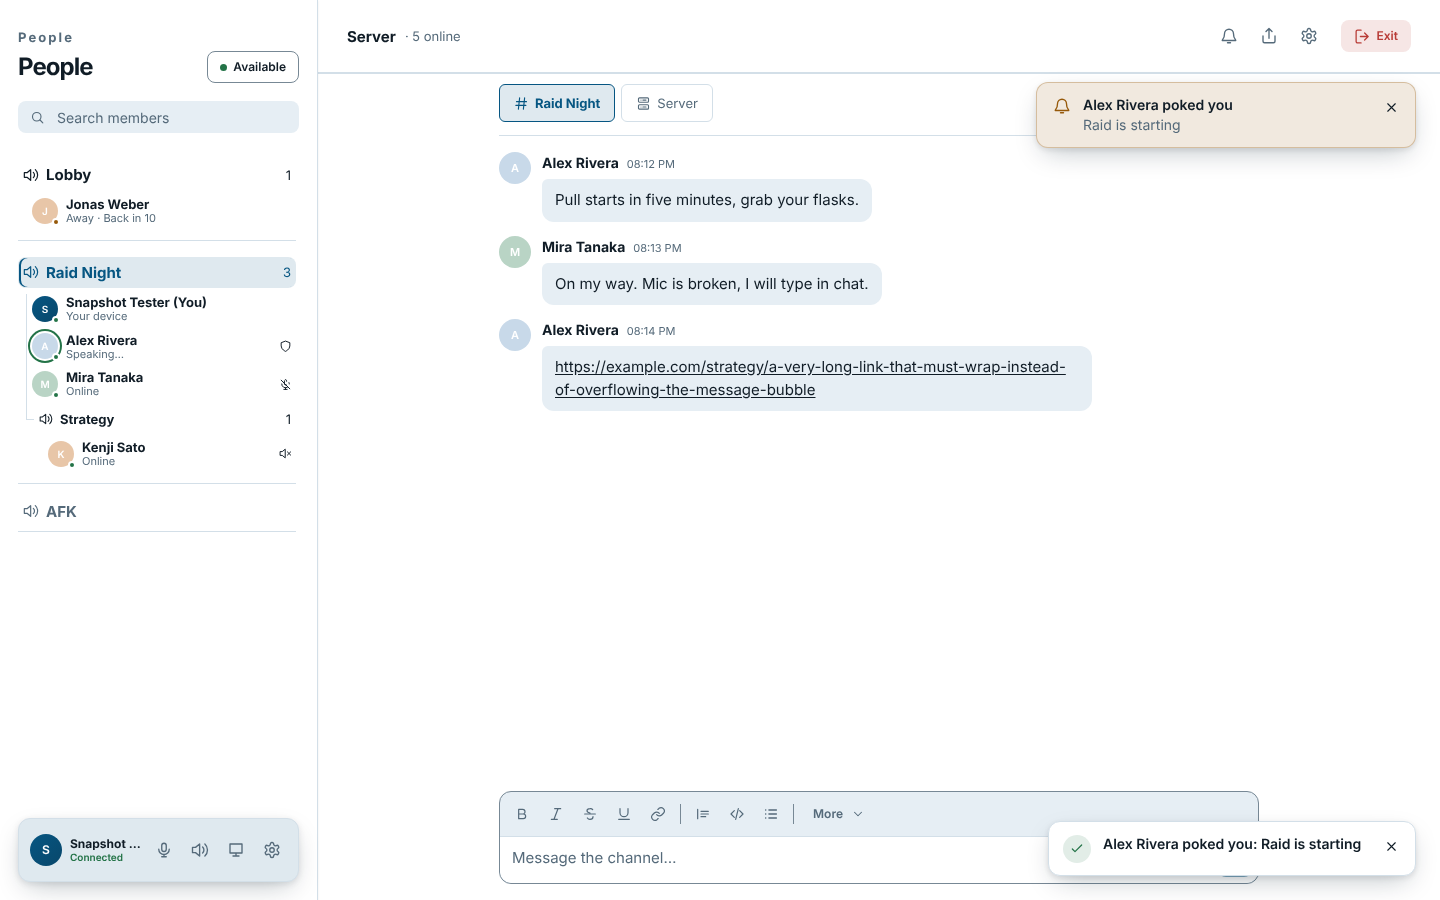 People
People
Available
Search members
Lobby
1
J
Jonas Weber
Away · Back in 10
Raid Night
3
S
Snapshot Tester (You)
Your device
A
Alex Rivera
Speaking...
M
Mira Tanaka
Online
Strategy
1
K
Kenji Sato
Online
AFK
S
Snapshot ...
Connected
Server
· 5 online
Exit
Raid Night
Server
Alex Rivera poked you
Raid is starting
A
Alex Rivera
08:12 PM
Pull starts in five minutes, grab your flasks.
M
Mira Tanaka
08:13 PM
On my way. Mic is broken, I will type in chat.
A
Alex Rivera
08:14 PM
https://example.com/strategy/a-very-long-link-that-must-wrap-instead-
of-overflowing-the-message-bubble
More
Message the channel...
Alex Rivera poked you: Raid is starting